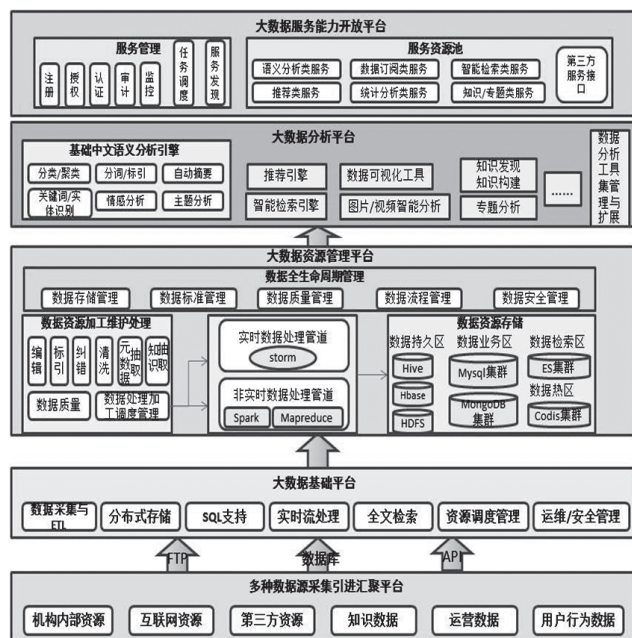 大数据服务能力开放平台
服务管理
注册
授权
认证
审计
监控
任务调度
服务发现
服务资源池
语义分析类服务
数据订阅类服务
智能检索类服务
推荐类服务
统计分析类服务
知识/专题类服务
第三方
服务接
口
大数据分析平台
基础中文语义分析引擎
分类/聚类
分词/标引
自动摘要
关键词/实
体识别
情感分析
主题分析
推荐引擎
数据可视化工具
知识发现
知识构建
智能检索引擎
图片/视频智能分析
专题分析
……
数据分析工具集管理与扩展
大数据资源管理平台
数据全生命周期管理
数据存储管理
数据标准管理
数据质量管理
数据流程管理
数据安全管理
数据资源加工维护处理
编辑
标引
纠错
清洗
元数据抽取
知识抽取
数据质量
数据处理加
工调度管理
实时数据处理管道
storm
非实时数据处理管道
Spark
Mapreduce
数据资源存储
数据持久区
数据业务区
数据检索区
Hive
Hbase
HDFS
Mysql集群
MongoDB
集群
ES集群
数据热区
Codis集群
大数据基础平台
数据采集与
ETL
分布式存储
SQL支持
实时流处理
全文检索
资源调度管理
运维/安全管理
FTP
数据库
API
多种数据源采集引进汇聚平台
机构内部资源
互联网资源
第三方资源
知识数据
运营数据
用户行为数据